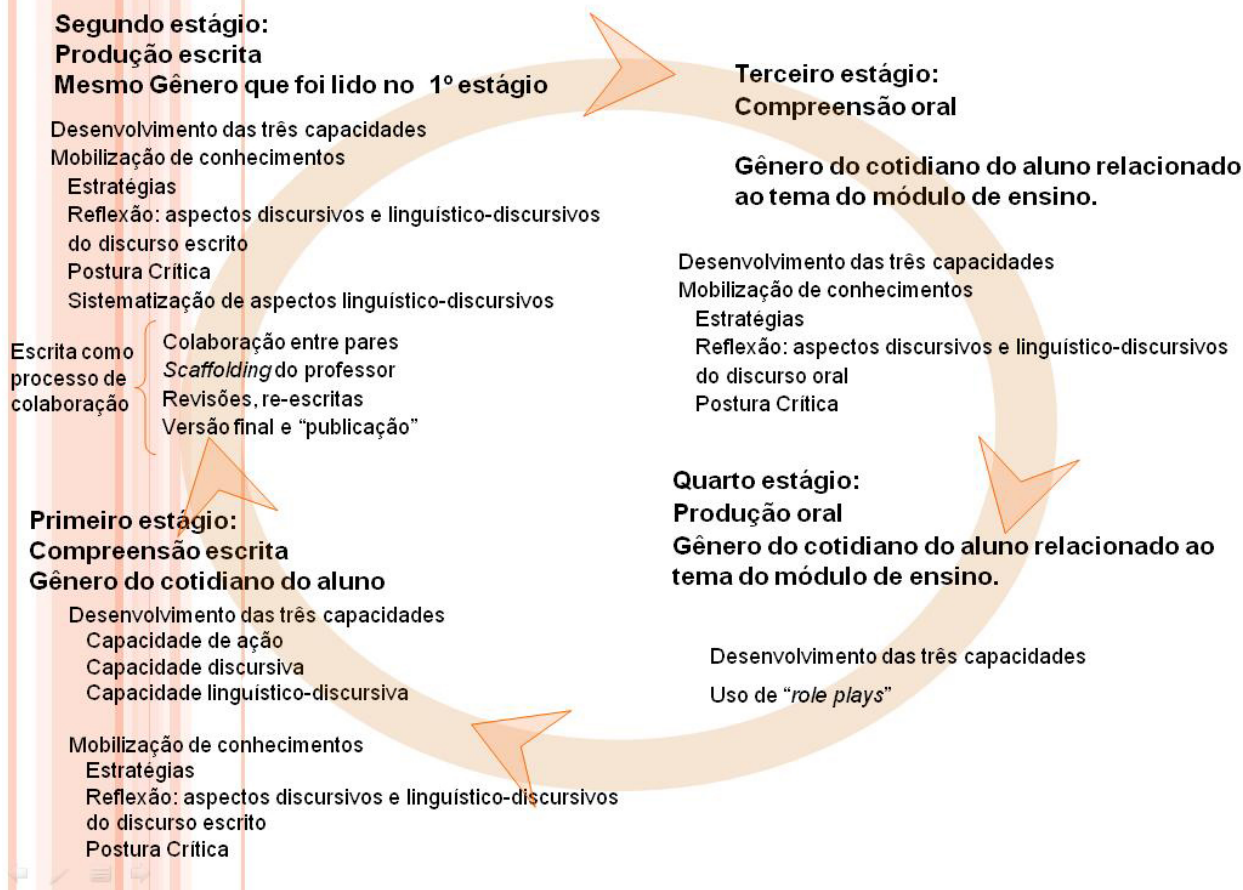 Segundo estágio:
Produção escrita
Mesmo Gênero que foi lido no 1º estágio
Desenvolvimento das três capacidades
Mobilização de conhecimentos
Estratégias
Reflexão: aspectos discursivos e linguístico-discursivos
do discurso escrito
Postura Crítica
Sistematização de aspectos linguístico-discursivos
Escrita como
processo de
colaboração
Colaboração entre pares
Scaffolding do professor
Revisões, re-escritas
Versão final e “publicação”
Terceiro estágio:
Compreensão oral
Gênero do cotidiano do aluno relacionado
ao tema do módulo de ensino.
Desenvolvimento das três capacidades
Mobilização de conhecimentos
Estratégias
Reflexão: aspectos discursivos e linguístico-discursivos
do discurso oral
Postura Crítica
Primeiro estágio:
Compreensão escrita
Gênero do cotidiano do aluno
Desenvolvimento das três capacidades
Capacidade de ação
Capacidade discursiva
Capacidade linguístico-discursiva
Mobilização de conhecimentos
Estratégias
Reflexão: aspectos discursivos e linguístico-discursivos
do discurso escrito
Postura Crítica
Quarto estágio:
Produção oral
Gênero do cotidiano do aluno relacionado ao
tema do módulo de ensino.
Desenvolvimento das três capacidades
Uso de “role plays”